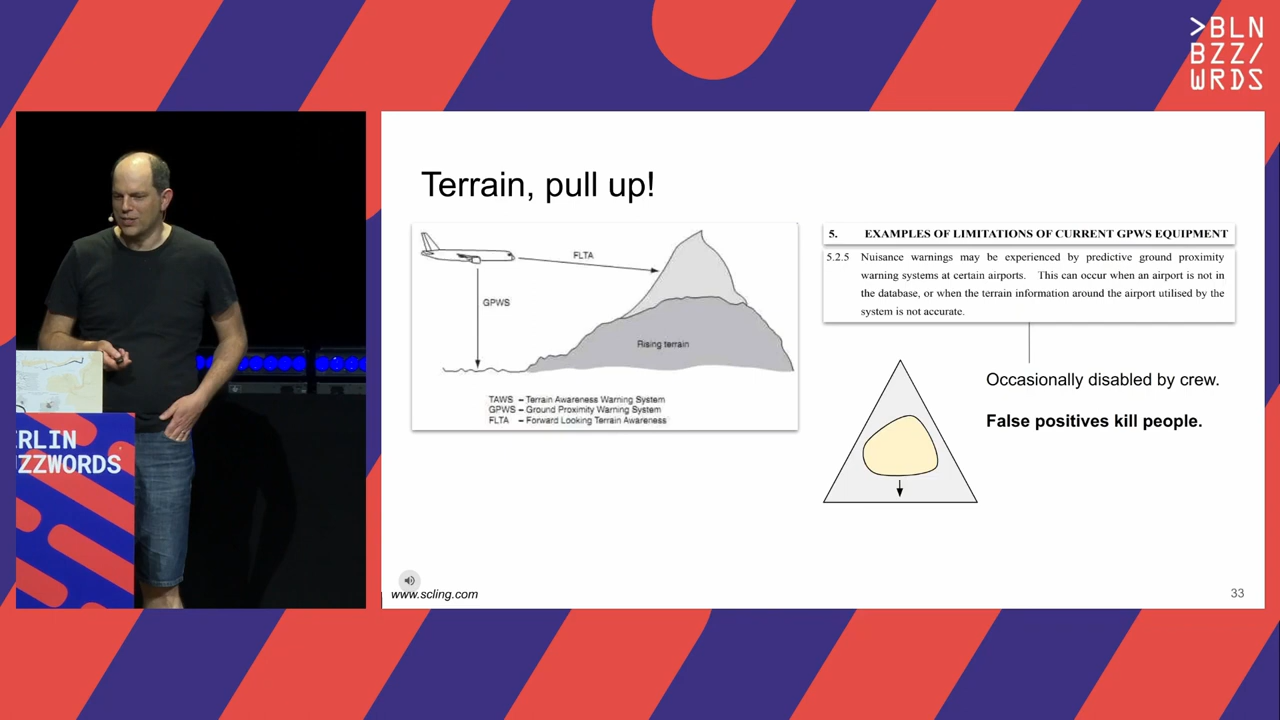 >BLN
BZZ/
WRDS
RLIN
ZZWORDS
Terrain, pull up!
FLTA
GPWS
Rising terrain
TAWS – Terrain Awareness Warning System
GPWS – Ground Proximity Warning System
FLTA – Forward Looking Terrain Awareness
5. EXAMPLES OF LIMITATIONS OF CURRENT GPWS EQUIPMENT
5.2.5 Nuisance warnings may be experienced by predictive ground proximity
warning systems at certain airports. This can occur when an airport is not in
the database, or when the terrain information around the airport utilised by the
system is not accurate.
Occasionally disabled by crew.
False positives kill people.
www.scling.com
33